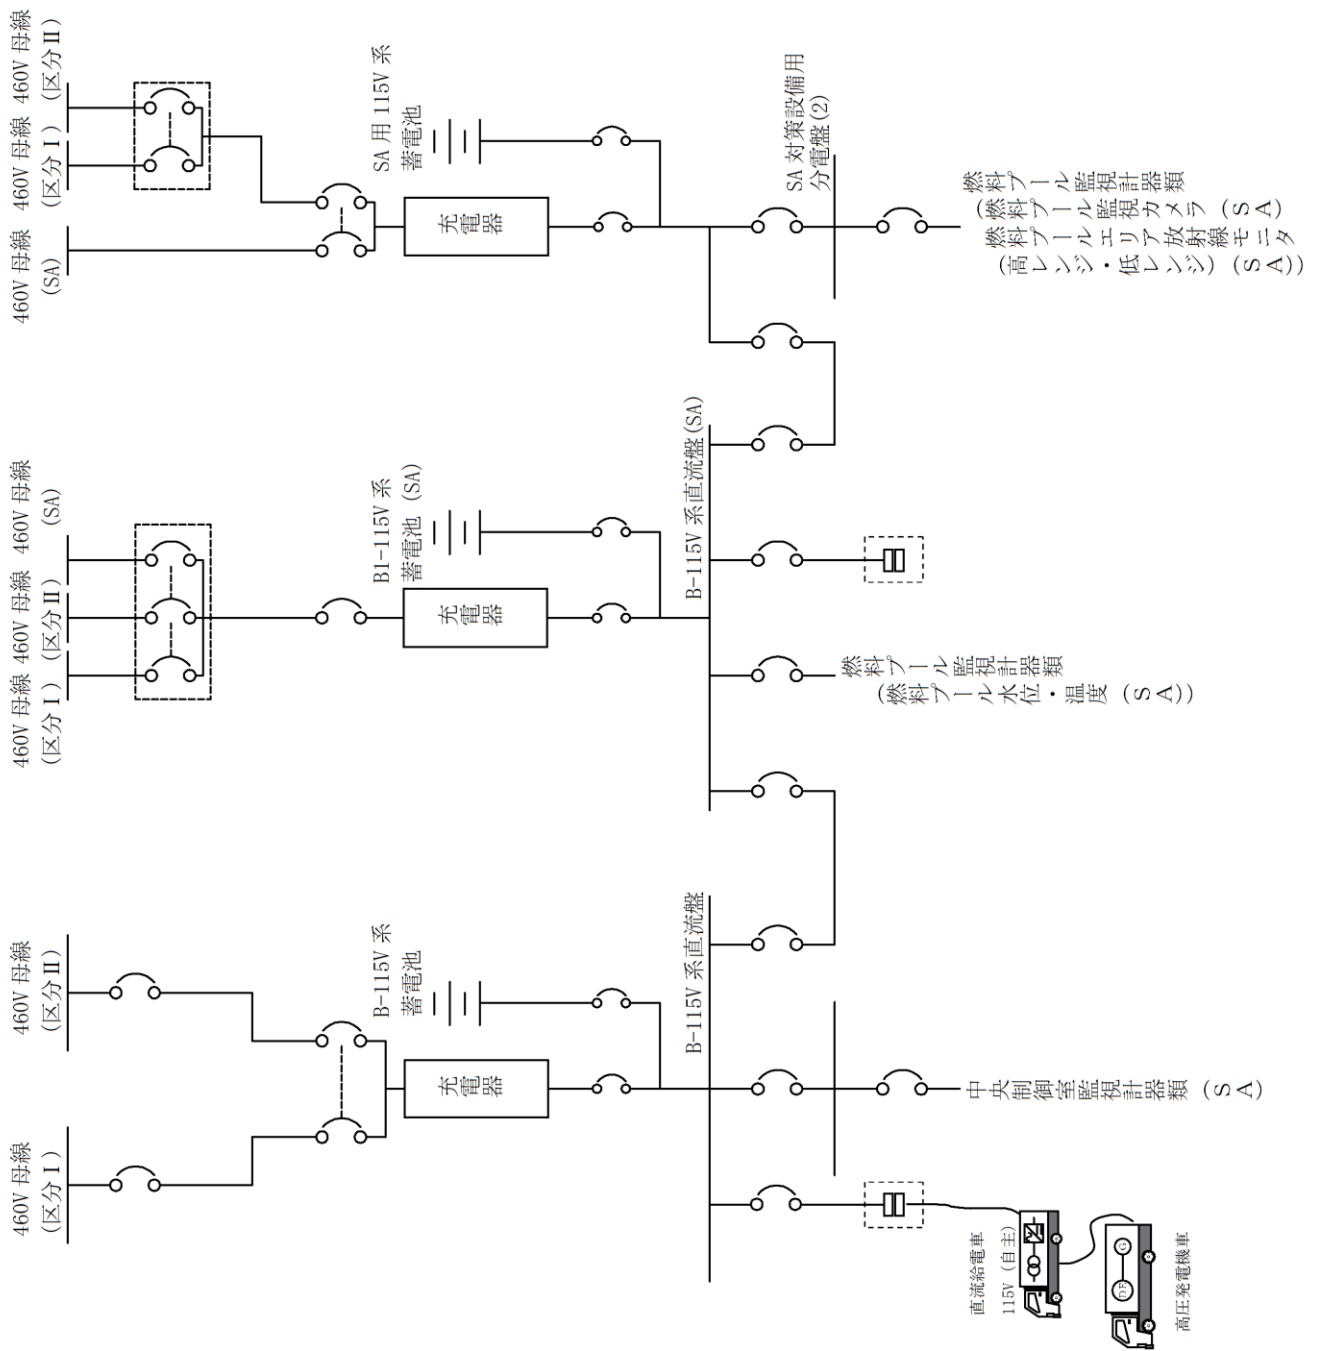 460V 母線
(区分Ⅰ)
460V 母線
(区分Ⅱ)
B-115V 系
蓄電池
充電器
B-115V 系直流盤
中央制御室監視計器類（ＳＡ）
直流給電車
115V（自主）
DE
G
高圧発電機車
460V 母線
(区分Ⅰ)
460V 母線
(区分Ⅱ)
460V 母線
(SA)
B1-115V 系
蓄電池 (SA)
充電器
B-115V 系直流盤(SA)
燃料プール監視計器類
（燃料プール水位・温度（ＳＡ））
460V 母線
(SA)
460V 母線
(区分Ⅰ)
460V 母線
(区分Ⅱ)
SA 用 115V 系
蓄電池
充電器
SA 対策設備用
分電盤(2)
燃料プール監視計器類
（燃料プール監視カメラ（ＳＡ）
燃料プールエリア放射線モニタ
（高レンジ・低レンジ）（ＳＡ））